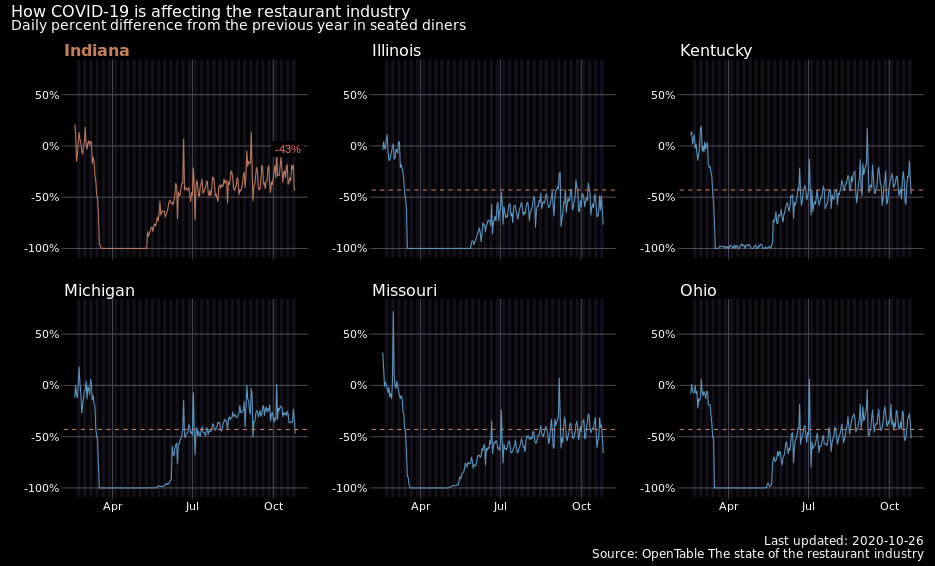 How COVID-19 is affecting the restaurant industry
Daily percent difference from the previous year in seated diners
Indiana
Illinois
Kentucky
50%
50%
50%
-43%
0%
0%
0%
-50%
-50%
-50%
-100%
-100%
-100%
Michigan
Missouri
Ohio
50%
50%
50%
0%
0%
0%
-50%
-50%
-50%
-100%
-100%
-100%
Apr Jul Oct
Apr Jul Oct
Apr Jul Oct
Last updated: 2020-10-26
Source: OpenTable The state of the restaurant industry